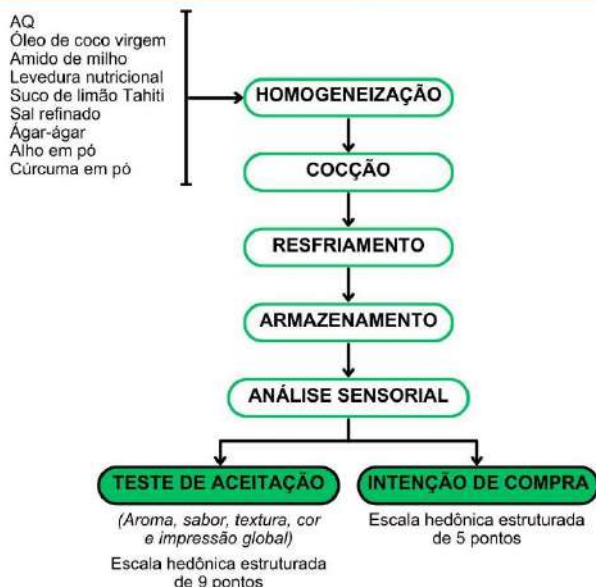 AQ
Óleo de coco virgem
Amido de milho
Levedura nutricional
Suco de limão Tahiti
Sal refinado
Ágar-ágar
Alho em pó
Cúrcuma em pó
HOMOGENEIZAÇÃO
COCÇÃO
RESFRIAMENTO
ARMAZENAMENTO
ANÁLISE SENSORIAL
TESTE DE ACEITAÇÃO
(Aroma, sabor, textura, cor
e impressão global)
Escala hedônica estruturada
de 9 pontos
INTENÇÃO DE COMPRA
Escala hedônica estruturada
de 5 pontos